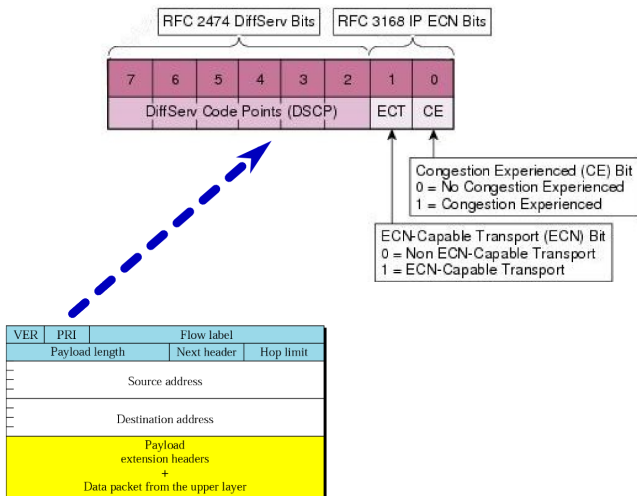 RFC 2474 DiffServ Bits
RFC 3168 IP ECN Bits
7 6 5 4 3 2 1 0
DiffServ Code Points (DSCP) ECT CE
Congestion Experienced (CE) Bit
0 = No Congestion Experienced
1 = Congestion Experienced
ECN-Capable Transport (ECN) Bit
0 = Non ECN-Capable Transport
1 = ECN-Capable Transport
VER PRI Flow label
Payload length Next header Hop limit
Source address
Destination address
Payload
extension headers
+
Data packet from the upper layer